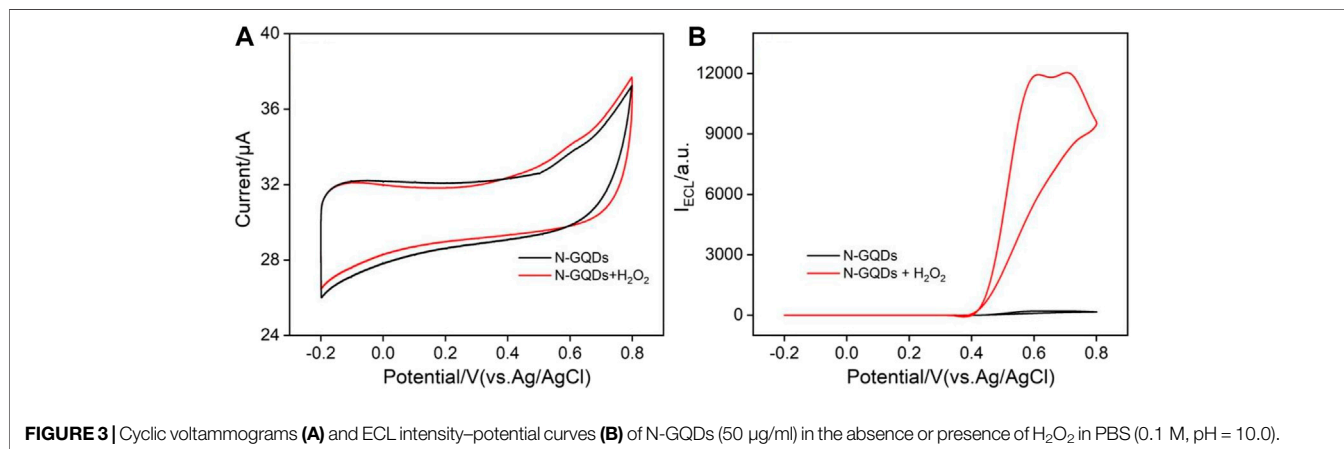 A
40
36
32
28
24
Current/µA
-0.2 0.0 0.2 0.4 0.6 0.8
Potential/V(vs.Ag/AgCl)
N-GQDs
N-GQDs+H₂O₂
B
12000
9000
6000
3000
0
I_ECL/a.u.
-0.2 0.0 0.2 0.4 0.6 0.8
Potential/V(vs.Ag/AgCl)
N-GQDs
N-GQDs + H₂O₂
FIGURE 3 | Cyclic voltammograms (A) and ECL intensity–potential curves (B) of N-GQDs (50 µg/ml) in the absence or presence of H₂O₂ in PBS (0.1 M, pH = 10.0).